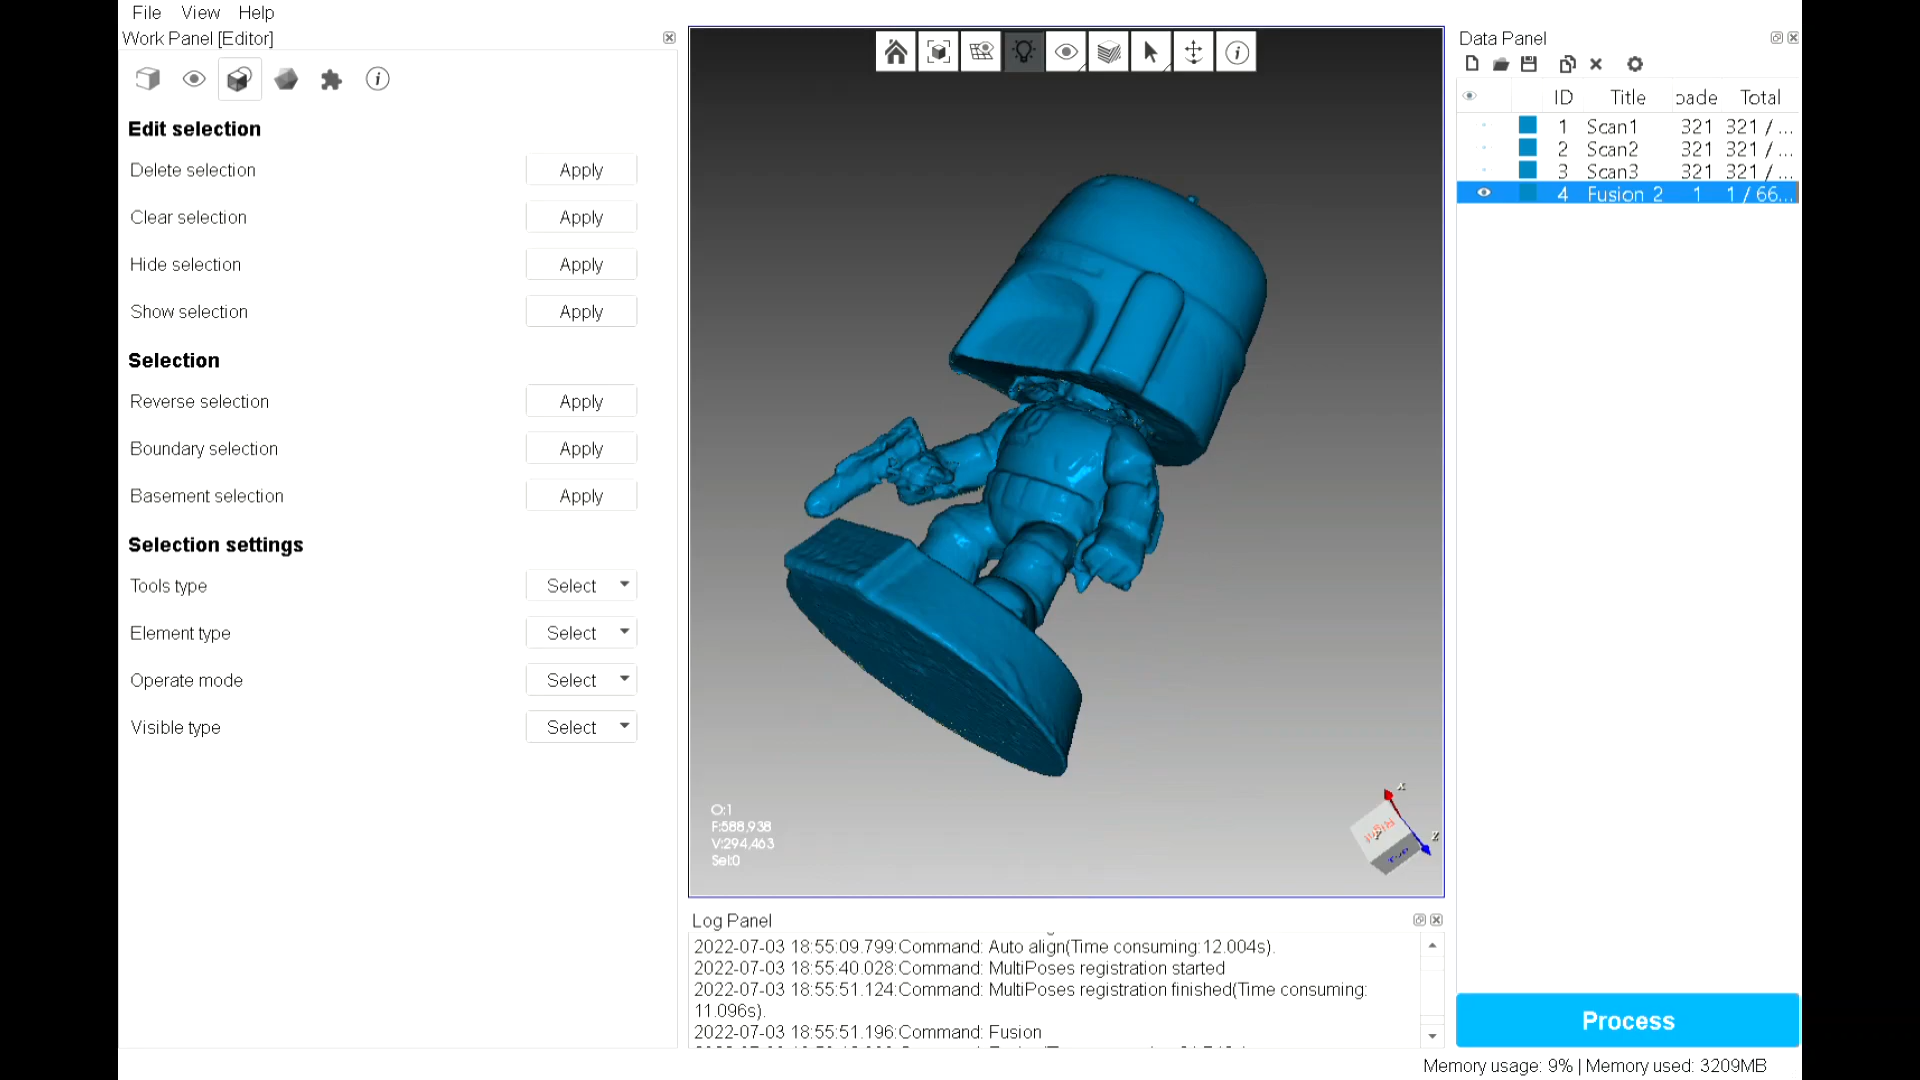 File View Help
Work Panel [Editor]
Edit selection
Delete selection Apply
Clear selection Apply
Hide selection Apply
Show selection Apply
Selection
Reverse selection Apply
Boundary selection Apply
Basement selection Apply
Selection settings
Tools type Select
Element type Select
Operate mode Select
Visible type Select
O:1
F:588,938
V:294,463
Sel:0
Right
X
Z
Log Panel
2022-07-03 18:55:09.799:Command: Auto align(Time consuming:12.004s).
2022-07-03 18:55:40.028:Command: MultiPoses registration started
2022-07-03 18:55:51.124:Command: MultiPoses registration finished(Time consuming:
11.096s).
2022-07-03 18:55:51.196:Command: Fusion
Data Panel
ID Title oade Total
1 Scan1 321 321 / ...
2 Scan2 321 321 / ...
3 Scan3 321 321 / ...
4 Fusion 2 1 1 / 66...
Process
Memory usage: 9% | Memory used: 3209MB